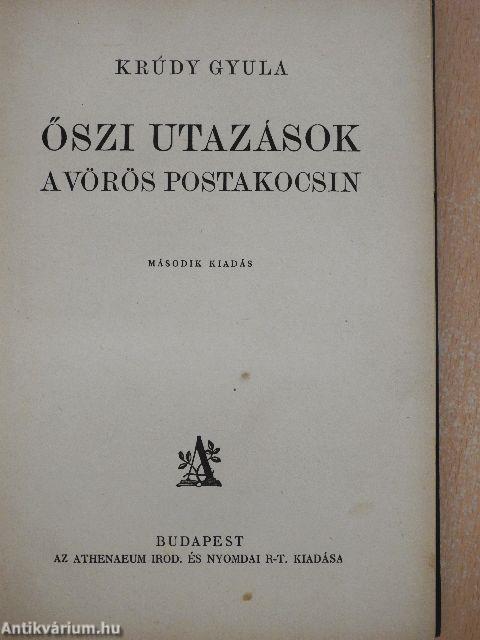 KRÚDY GYULA
ŐSZI UTAZÁSOK
A VÖRÖS POSTAKOCSIN
MÁSODIK KIADÁS
A
BUDAPEST
AZ ATHENAEUM IROD. ÉS NYOMDAI R-T. KIADÁSA
Antikvárium.hu